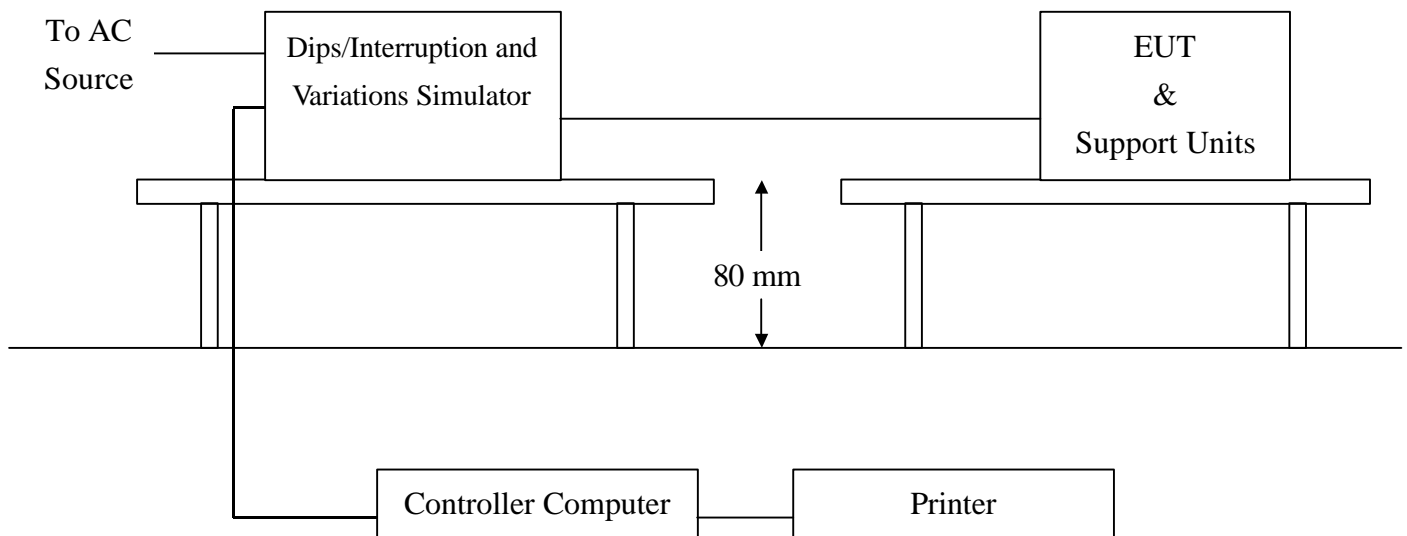 To AC
Source
Dips/Interruption and
Variations Simulator
EUT
&
Support Units
80 mm
Controller Computer
Printer